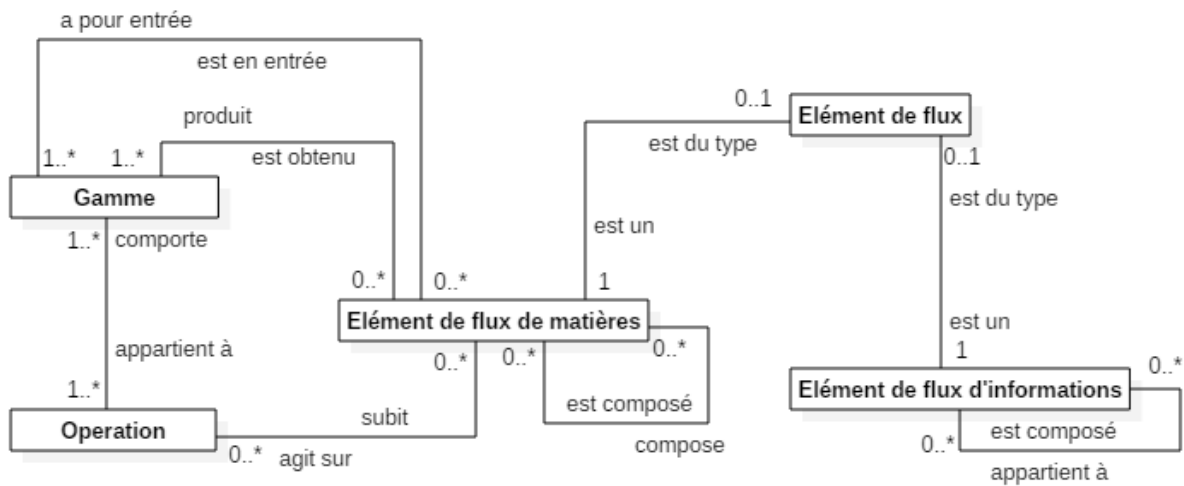 a pour entrée
est en entrée
produit
est obtenu
1..* 1..*
Gamme
1..* comporte
appartient à
1..*
Operation
0..* agit sur
subit
0..* 0..*
Elément de flux de matières
0..* 0..* 0..*
est composé
compose
0..1
est du type
est un
1
Elément de flux
0..1
est du type
est un
1
0..*
Elément de flux d'informations
0..* est composé
appartient à